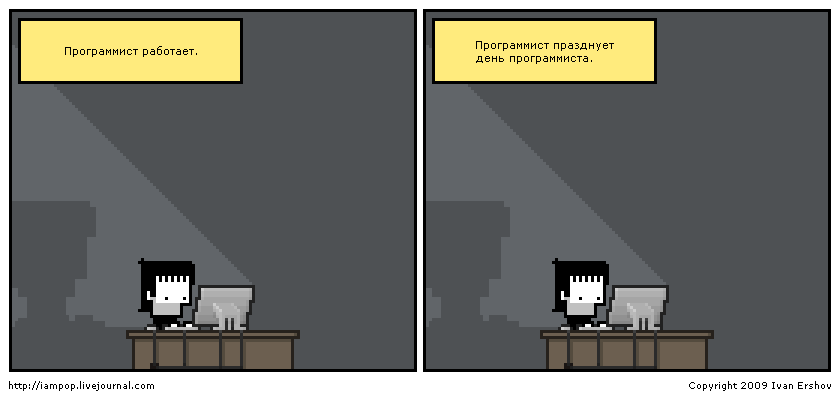 Программист работает.
Программист празднует
день программиста.
http://iampop.livejournal.com
Copyright 2009 Ivan Ershov